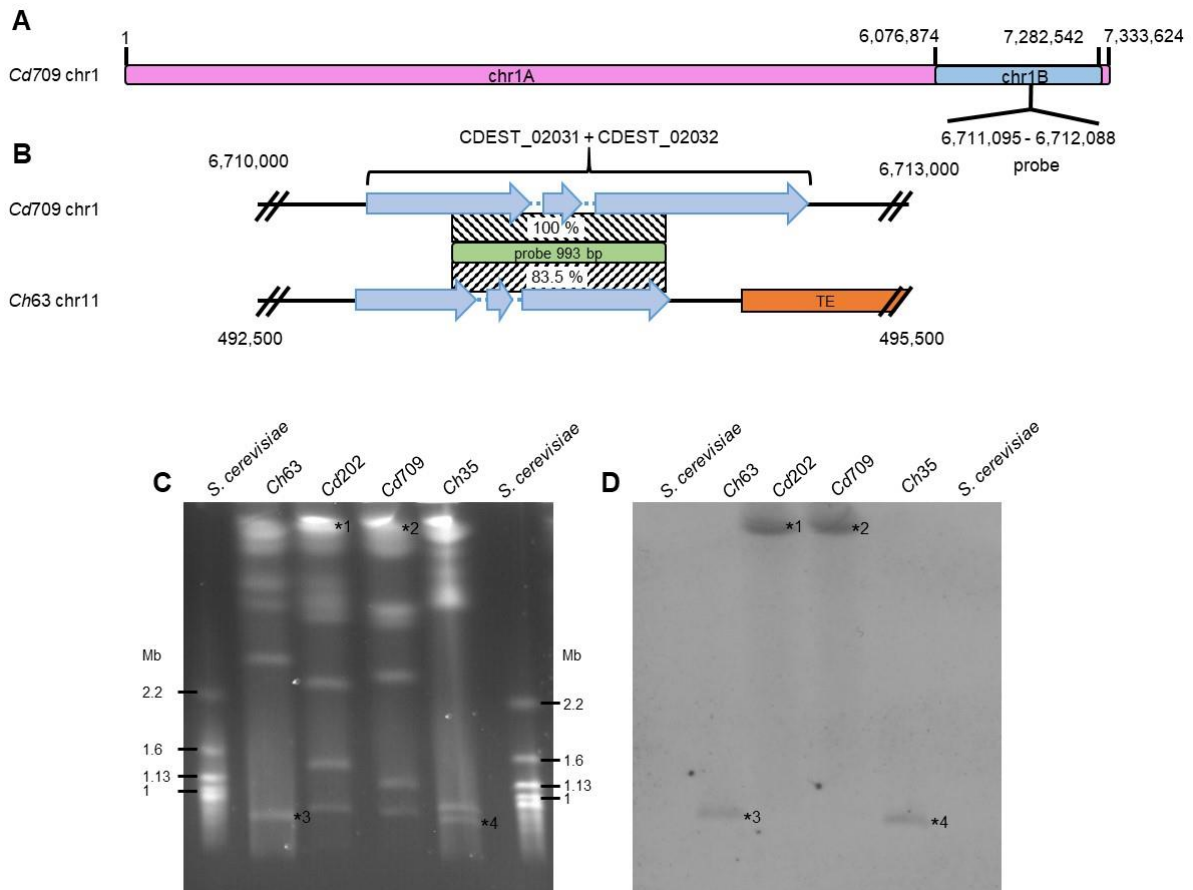 A
1
6,076,874
7,282,542
7,333,624
Cd709 chr1
chr1A
chr1B
6,711,095 - 6,712,088
probe
B
CDEST_02031 + CDEST_02032
6,710,000
6,713,000
Cd709 chr1
100 %
probe 993 bp
83.5 %
Ch63 chr11
TE
492,500
495,500
C
S. cerevisiae
Ch63
Cd202
Cd709
Ch35
S. cerevisiae
*1
*2
Mb
2.2
1.6
1.13
1
*3
*4
Mb
2.2
1.6
1.13
1
D
S. cerevisiae
Ch63
Cd202
Cd709
Ch35
S. cerevisiae
*1
*2
*3
*4